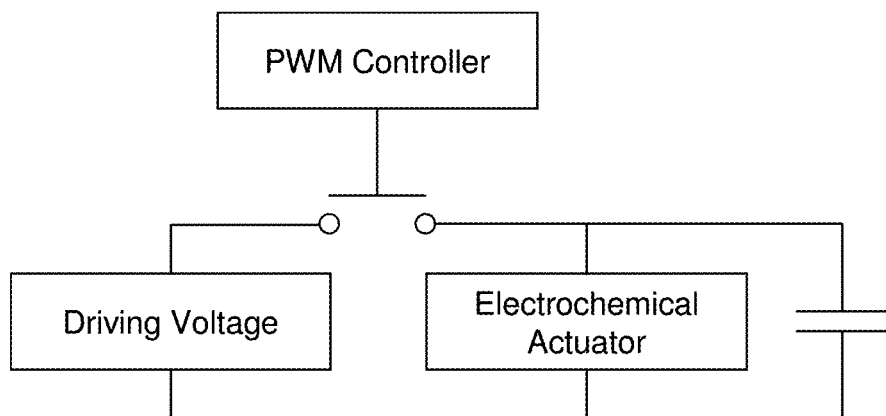 PWM Controller
Driving Voltage
Electrochemical
Actuator